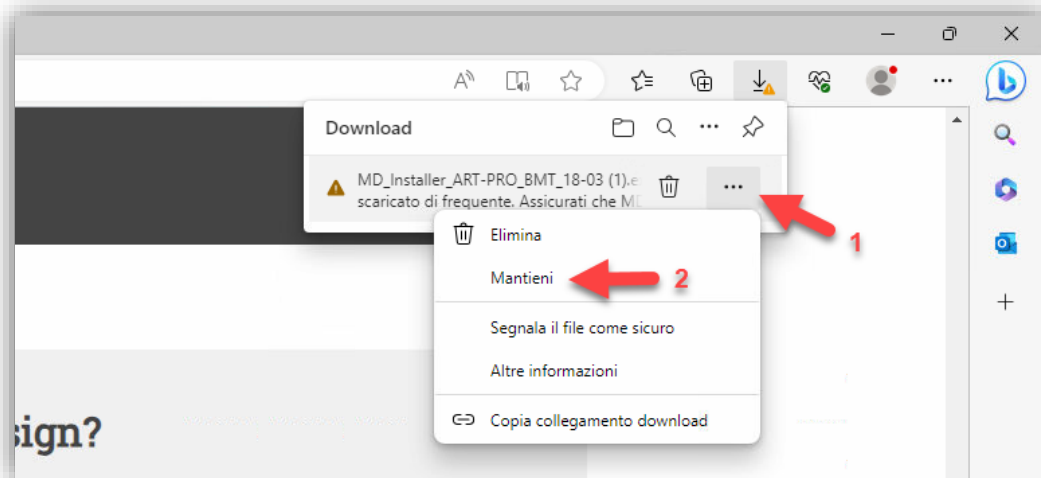 Download
MD_Installer_ART-PRO_BMT_18-03 (1).e
scaricato di frequente. Assicurati che M
1
Elimina
Mantieni
2
Segnala il file come sicuro
Altre informazioni
Copia collegamento download
sign?